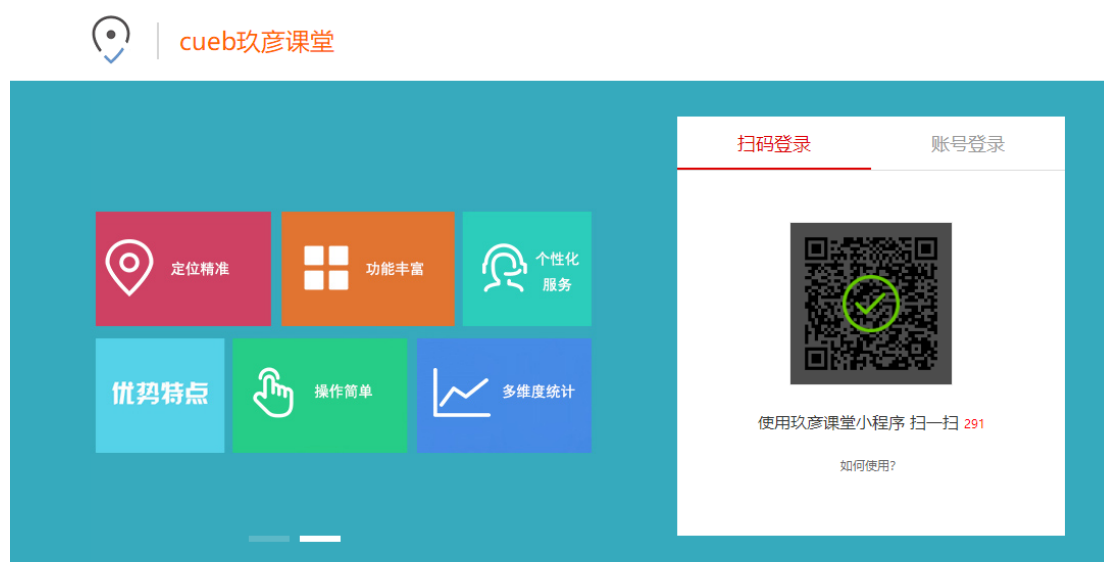 cueb玖彦课堂
扫码登录
账号登录
定位精准
功能丰富
个性化
服务
优势特点
操作简单
多维度统计
使用玖彦课堂小程序 扫一扫 291
如何使用?